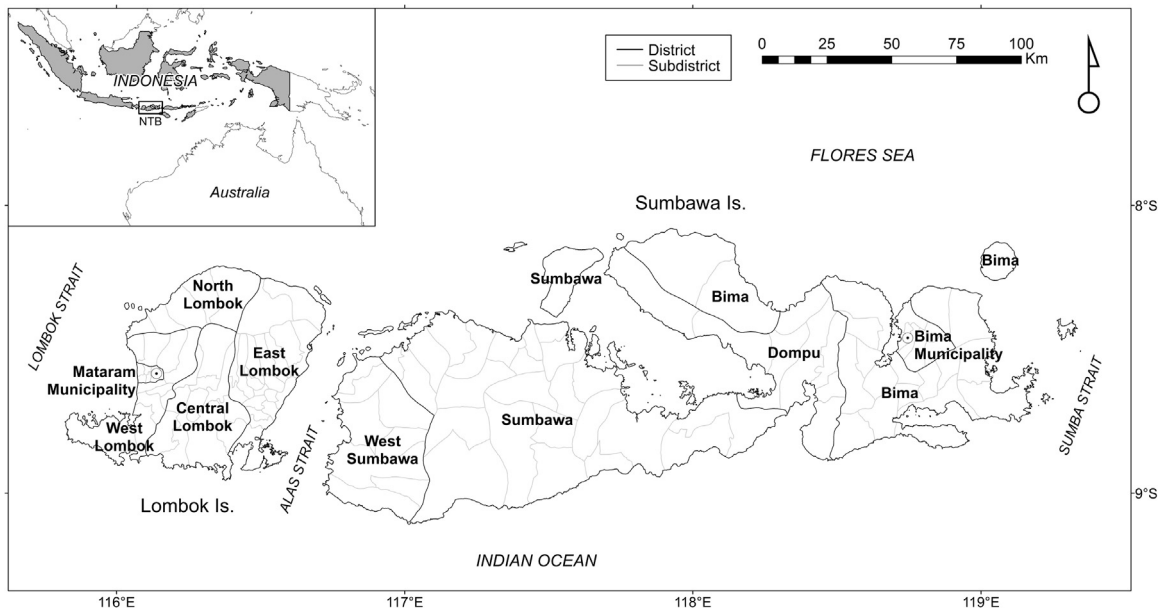 INDONESIA
NTB
Australia
District
Subdistrict
0 25 50 75 100
Km
FLORES SEA
Sumbawa Is.
8°S
LOMBOK STRAIT
North
Lombok
Sumbawa
Bima
Bima
East
Lombok
Mataram
Municipality
Dompu
Bima
Municipality
Central
Lombok
West
Lombok
Sumbawa
Bima
West
Sumbawa
ALAS STRAIT
SUMBA STRAIT
Lombok Is.
9°S
INDIAN OCEAN
116°E
117°E
118°E
119°E